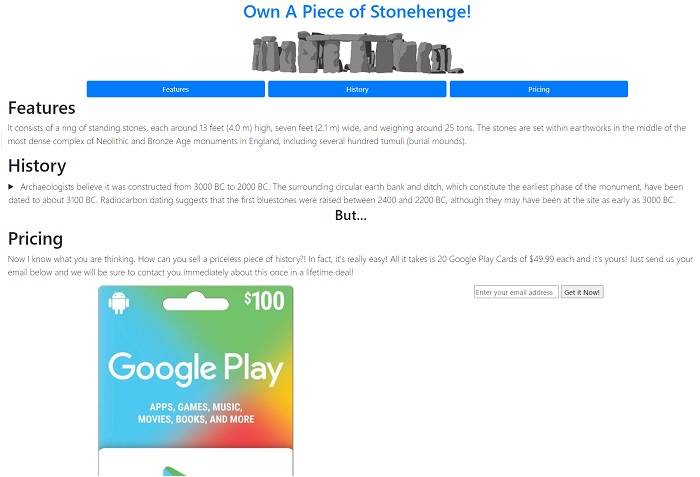 Own A Piece of Stonehenge!
Features
History
Pricing
Features
It consists of a ring of standing stones, each around 13 feet (4.0 m) high, seven feet (2.1 m) wide, and weighing around 25 tons. The stones are set within earthworks in the middle of the
most dense complex of Neolithic and Bronze Age monuments in England, including several hundred tumuli (burial mounds).
History
Archaeologists believe it was constructed from 3000 BC to 2000 BC. The surrounding circular earth bank and ditch, which constitute the earliest phase of the monument, have been
dated to about 3100 BC. Radiocarbon dating suggests that the first bluestones were raised between 2400 and 2200 BC, although they may have been at the site as early as 3000 BC.
But...
Pricing
Now I know what you are thinking. How can you sell a priceless piece of history?! In fact, it's really easy! All it takes is 20 Google Play Cards of $49.99 each and it's yours! Just send us your
email below and we will be sure to contact you immediately about this once in a lifetime deal!
$100
Google Play
APPS, GAMES, MUSIC,
MOVIES, BOOKS, AND MORE
Enter your email address
Get it Now!